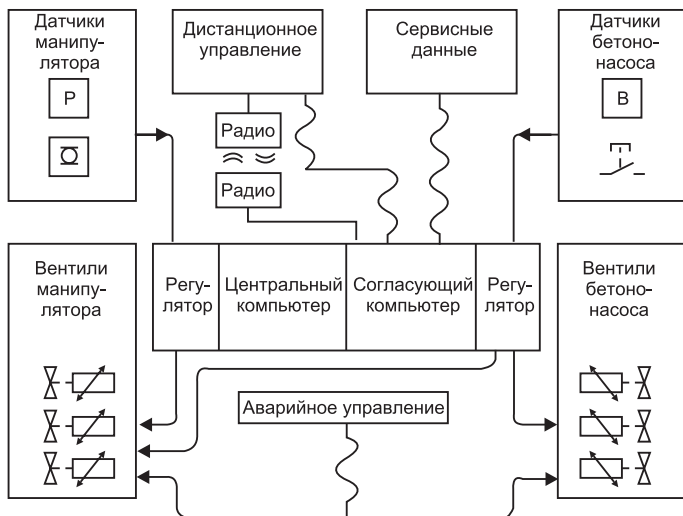 Датчики
манипу-
лятора
P
Дистанционное
управление
Сервисные
данные
Датчики
бетоно-
насоса
B
Радио
Радио
Вентили
манипу-
лятора
Регу-
лятор
Центральный
компьютер
Согласующий
компьютер
Регу-
лятор
Вентили
бетоно-
насоса
Аварийное управление